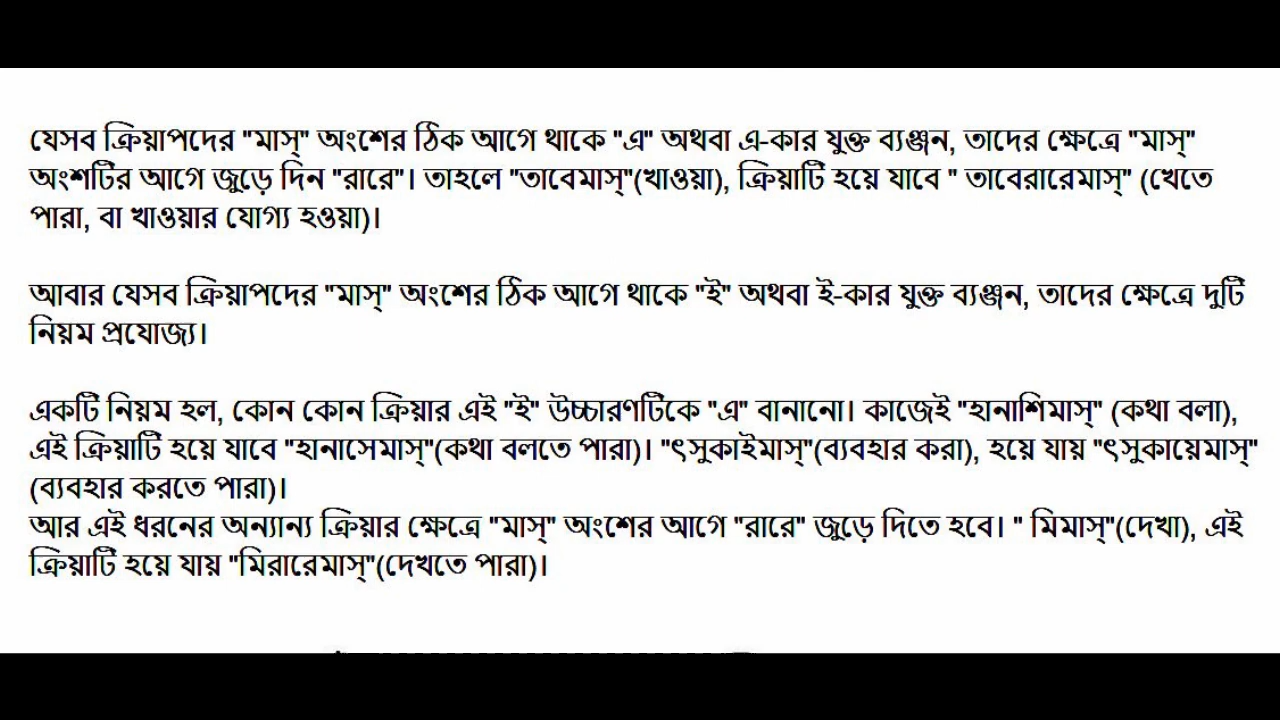 যেসব ক্রিয়াপদের "মাস্" অংশের ঠিক আগে থাকে "এ" অথবা এ-কার যুক্ত ব্যঞ্জন, তাদের ক্ষেত্রে "মাস্"
অংশটির আগে জুড়ে দিন "রারে"। তাহলে "তাবেমাস্"(খাওয়া), ক্রিয়াটি হয়ে যাবে " তাবেরারেমাস্" (খেতে
পারা, বা খাওয়ার যোগ্য হওয়া)।
আবার যেসব ক্রিয়াপদের "মাস্" অংশের ঠিক আগে থাকে "ই" অথবা ই-কার যুক্ত ব্যঞ্জন, তাদের ক্ষেত্রে দুটি
নিয়ম প্রযোজ্য।
একটি নিয়ম হল, কোন কোন ক্রিয়ার এই "ই" উচ্চারণটিকে "এ" বানানো। কাজেই "হানাশিমাস্" (কথা বলা),
এই ক্রিয়াটি হয়ে যাবে "হানাসেমাস্"(কথা বলতে পারা)। "ৎসুকাইমাস্"(ব্যবহার করা), হয়ে যায় "ৎসুকায়েমাস্"
(ব্যবহার করতে পারা)।
আর এই ধরনের অন্যান্য ক্রিয়ার ক্ষেত্রে "মাস্" অংশের আগে "রারে" জুড়ে দিতে হবে। " মিমাস্"(দেখা), এই
ক্রিয়াটি হয়ে যায় "মিরারেমাস্"(দেখতে পারা)।